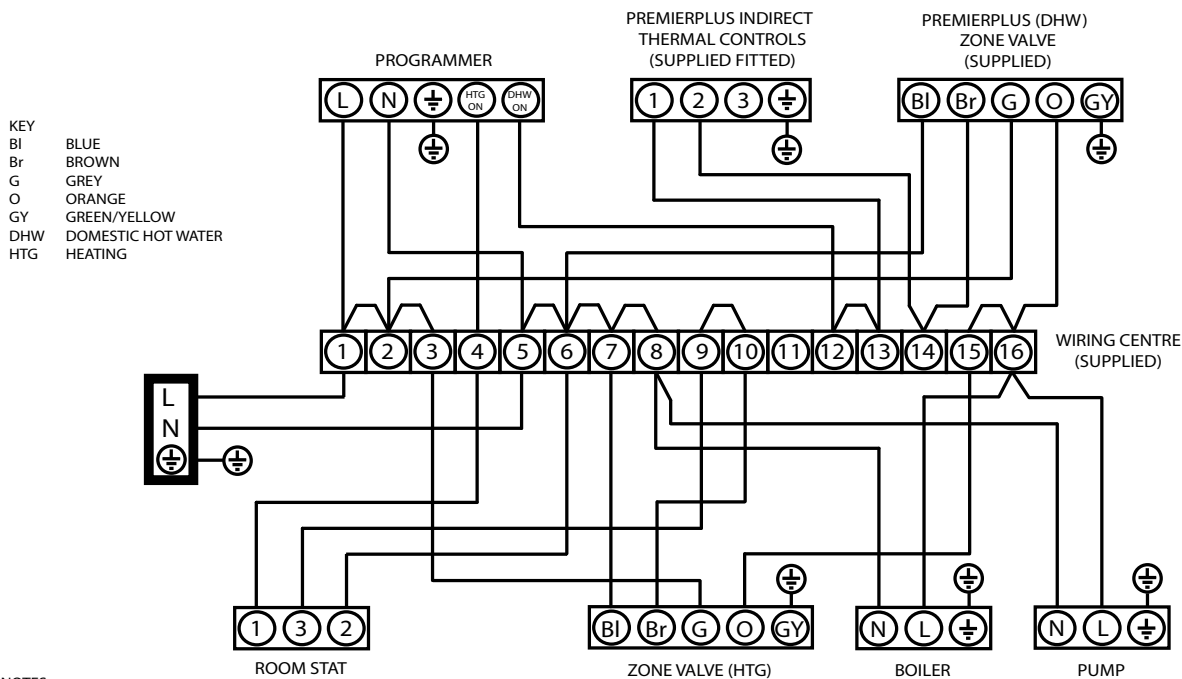 PREMIERPLUS INDIRECT
THERMAL CONTROLS
(SUPPLIED FITTED)
PREMIERPLUS (DHW)
ZONE VALVE
(SUPPLIED)
PROGRAMMER
L N HTG ON DHW ON
1 2 3
Bl Br G O GY
KEY
Bl BLUE
Br BROWN
G GREY
O ORANGE
GY GREEN/YELLOW
DHW DOMESTIC HOT WATER
HTG HEATING
1 2 3 4 5 6 7 8 9 10 11 12 13 14 15 16
WIRING CENTRE
(SUPPLIED)
L
N
1 3 2
Bl Br G O GY
N L
N L
ROOM STAT
ZONE VALVE (HTG)
BOILER
PUMP